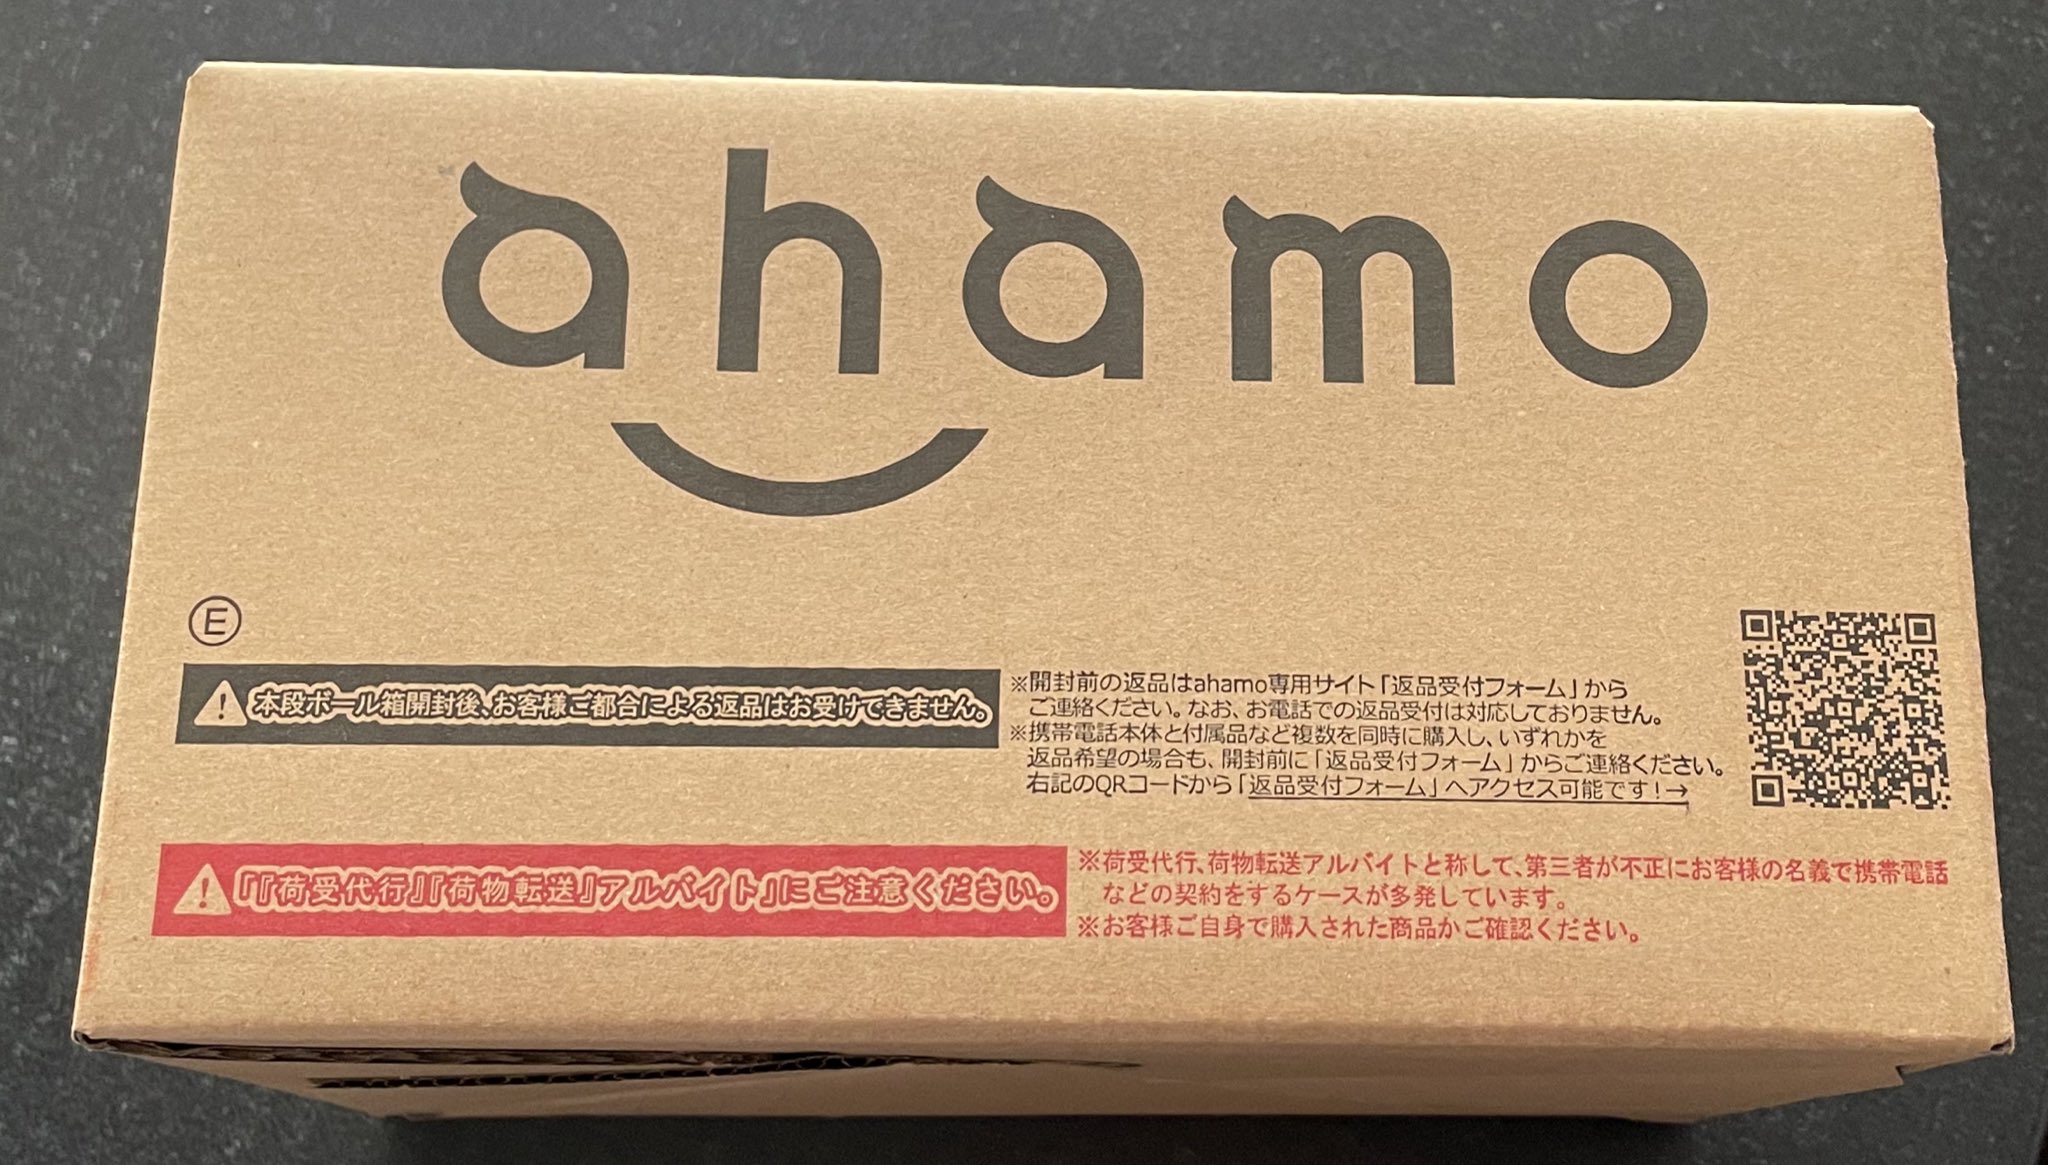 ahamo
E
本段ボール箱開封後、お客様ご都合による返品はお受けできません。
※開封前の返品はahamo専用サイト「返品受付フォーム」から
ご連絡ください。なお、お電話での返品受付は対応しておりません。
※携帯電話本体と付属品など複数を同時に購入し、いずれかを
返品希望の場合も、開封前に「返品受付フォーム」からご連絡ください。
右記のQRコードから「返品受付フォーム」へアクセス可能です!→
「『荷受代行』『荷物転送』アルバイト」にご注意ください。
※荷受代行、荷物転送アルバイトと称して、第三者が不正にお客様の名義で携帯電話
などの契約をするケースが多発しています。
※お客様ご自身で購入された商品かご確認ください。